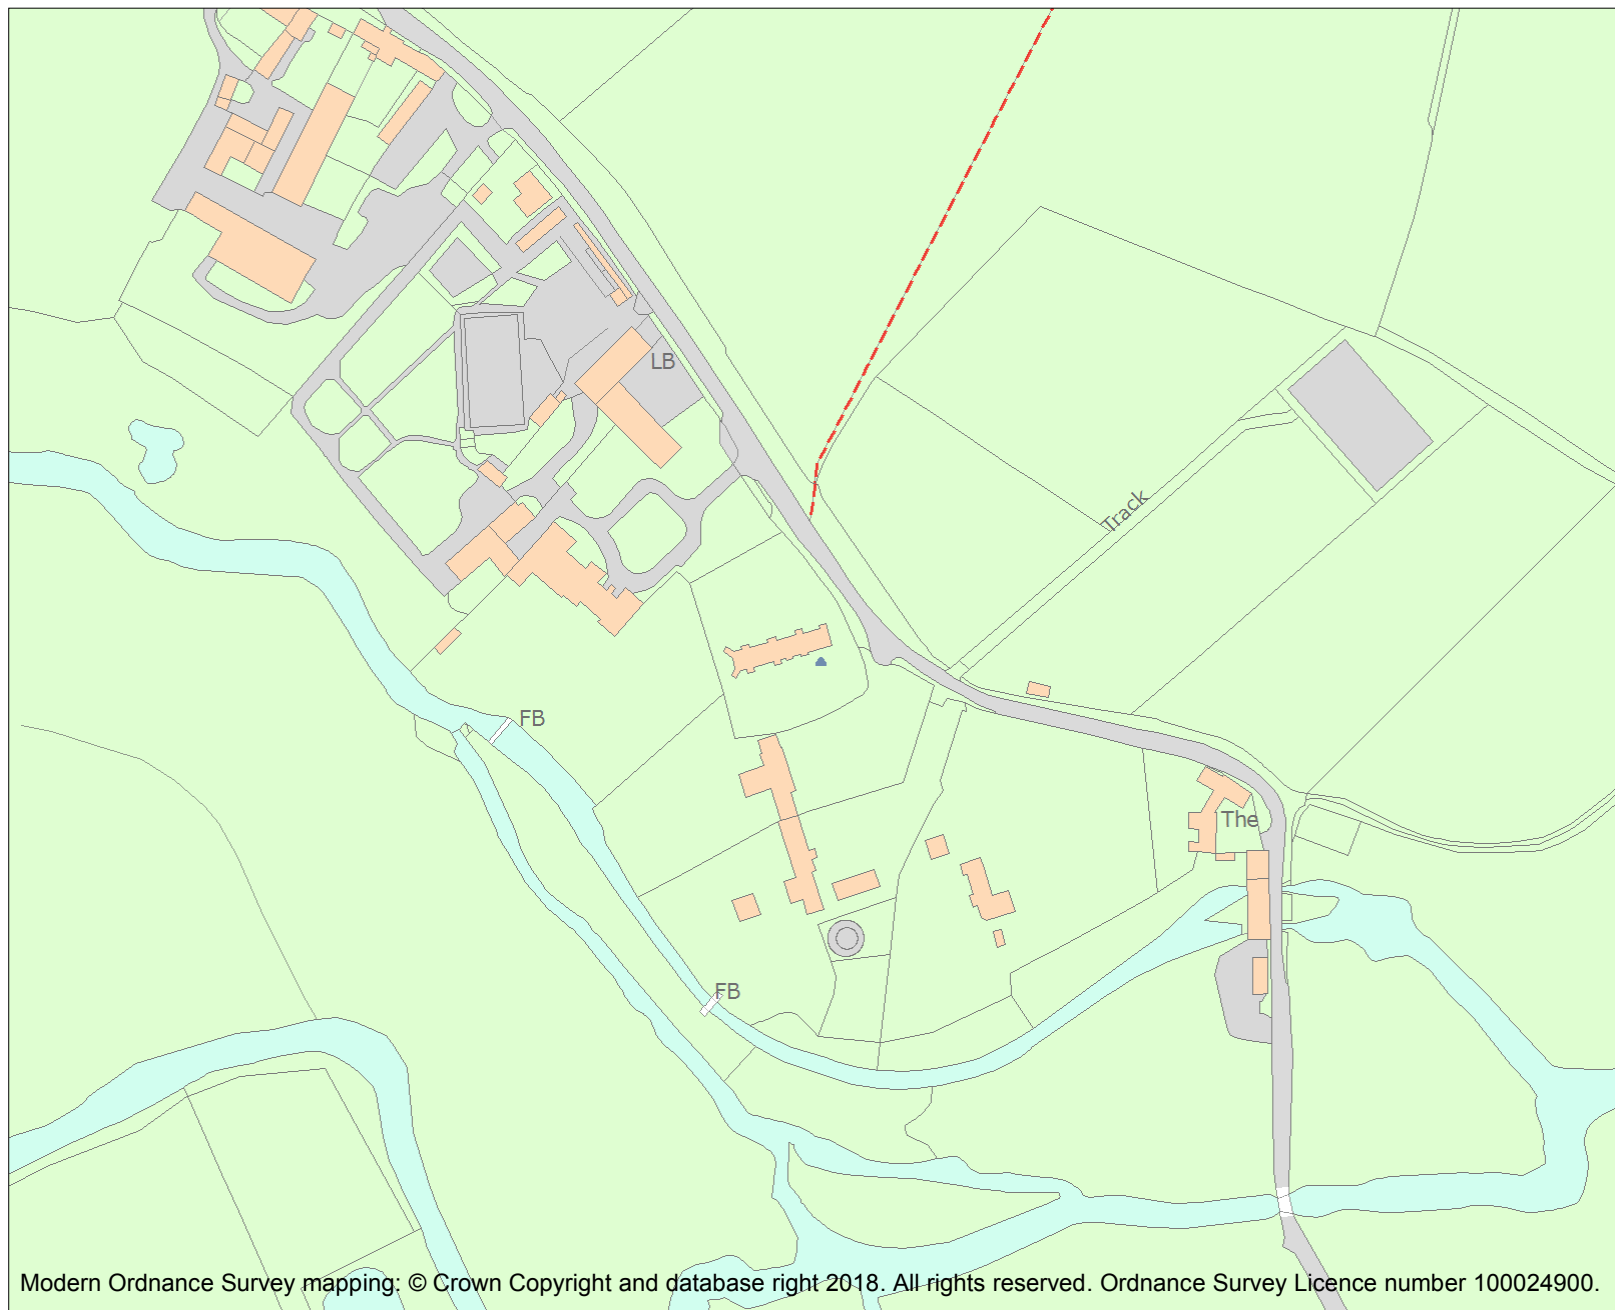 LB
Track
FB
The
FB
Modern Ordnance Survey mapping: © Crown Copyright and database right 2018. All rights reserved. Ordnance Survey Licence number 100024900.